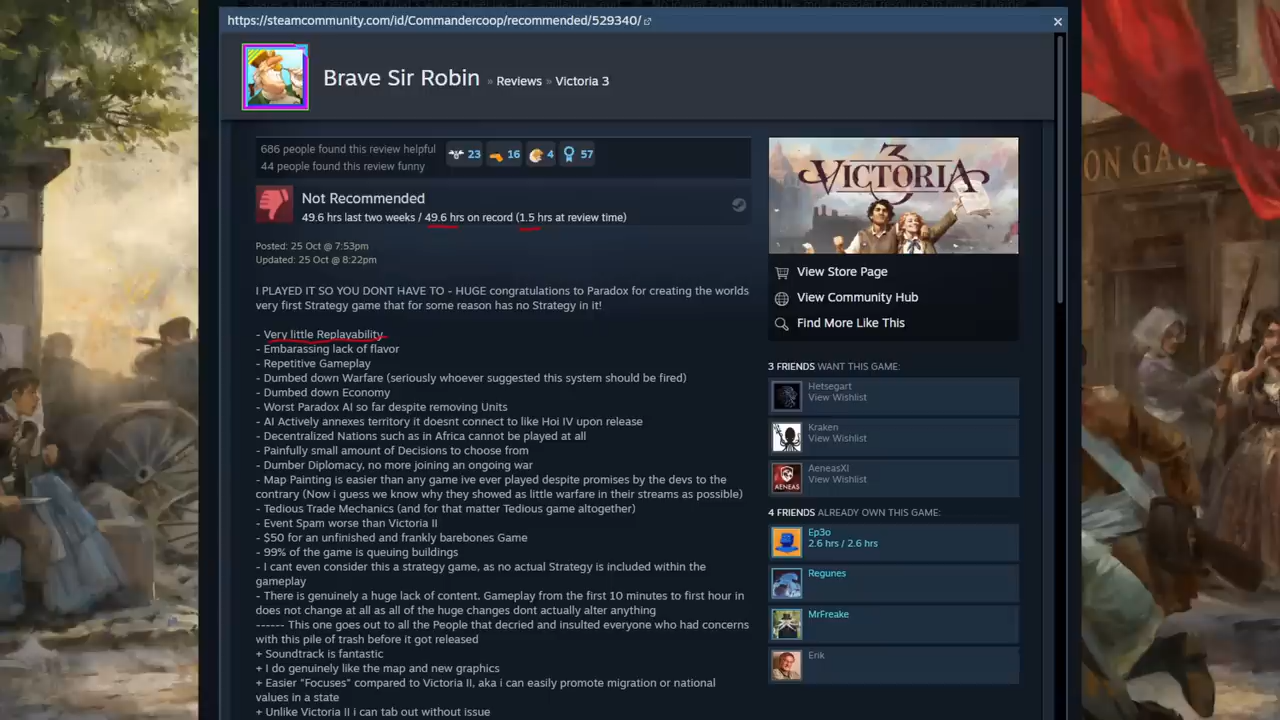 https://steamcommunity.com/id/Commandercoop/recommended/529340/
Brave Sir Robin » Reviews » Victoria 3
686 people found this review helpful
44 people found this review funny
23
16
4
57
Not Recommended
49.6 hrs last two weeks / 49.6 hrs on record (1.5 hrs at review time)
Posted: 25 Oct @ 7:53pm
Updated: 25 Oct @ 8:22pm
I PLAYED IT SO YOU DONT HAVE TO - HUGE congratulations to Paradox for creating the worlds
very first Strategy game that for some reason has no Strategy in it!
- Very little Replayability
- Embarassing lack of flavor
- Repetitive Gameplay
- Dumbed down Warfare (seriously whoever suggested this system should be fired)
- Dumbed down Economy
- Worst Paradox AI so far despite removing Units
- AI Actively annexes territory it doesnt connect to like Hoi IV upon release
- Decentralized Nations such as in Africa cannot be played at all
- Painfully small amount of Decisions to choose from
- Dumber Diplomacy, no more joining an ongoing war
- Map Painting is easier than any game ive ever played despite promises by the devs to the
contrary (Now i guess we know why they showed as little warfare in their streams as possible)
- Tedious Trade Mechanics (and for that matter Tedious game altogether)
- Event Spam worse than Victoria II
- $50 for an unfinished and frankly barebones Game
- 99% of the game is queuing buildings
- I cant even consider this a strategy game, as no actual Strategy is included within the
gameplay
- There is genuinely a huge lack of content, Gameplay from the first 10 minutes to first hour in
does not change at all as all of the huge changes dont actually alter anything
------ This one goes out to all the People that decried and insulted everyone who had concerns
with this pile of trash before it got released
+ Soundtrack is fantastic
+ I do genuinely like the map and new graphics
+ Easier "Focuses" compared to Victoria II, aka i can easily promote migration or national
values in a state
+ Unlike Victoria II i can tab out without issue
3
VICTORIA
View Store Page
View Community Hub
Find More Like This
3 FRIENDS WANT THIS GAME:
Hetsegart
View Wishlist
Kraken
View Wishlist
AENEAS
AeneasXI
View Wishlist
4 FRIENDS ALREADY OWN THIS GAME:
Ep3o
2.6 hrs / 2.6 hrs
Regunes
MrFreake
Erik